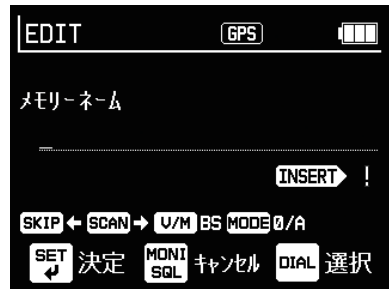 EDIT GPS
メモリーネーム
INSERT !
SKIP ← SCAN → V/M BS MODE 0/A
SET 決定 MONI SQL キャンセル DIAL 選択